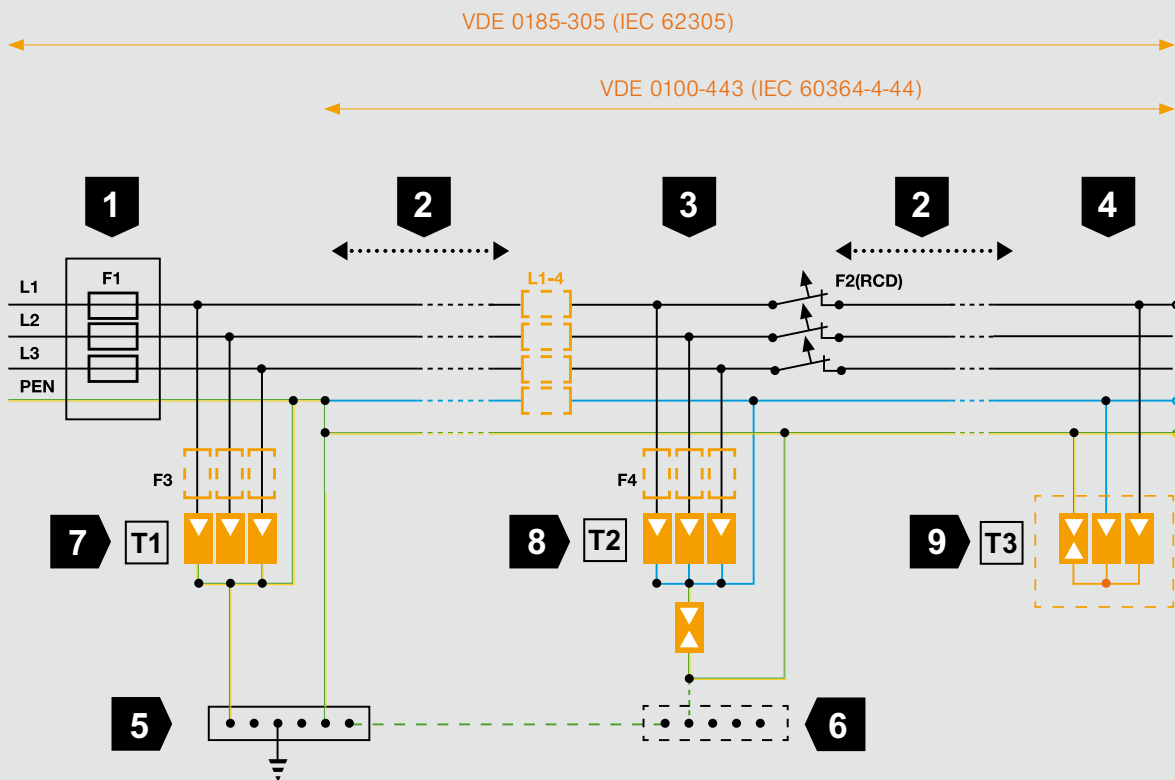 VDE 0185-305 (IEC 62305)
VDE 0100-443 (IEC 60364-4-44)
1
2
3
2
4
F1
L1-4
F2(RCD)
L1
L2
L3
PEN
F3
F4
7
T1
8
T2
9
T3
5
6